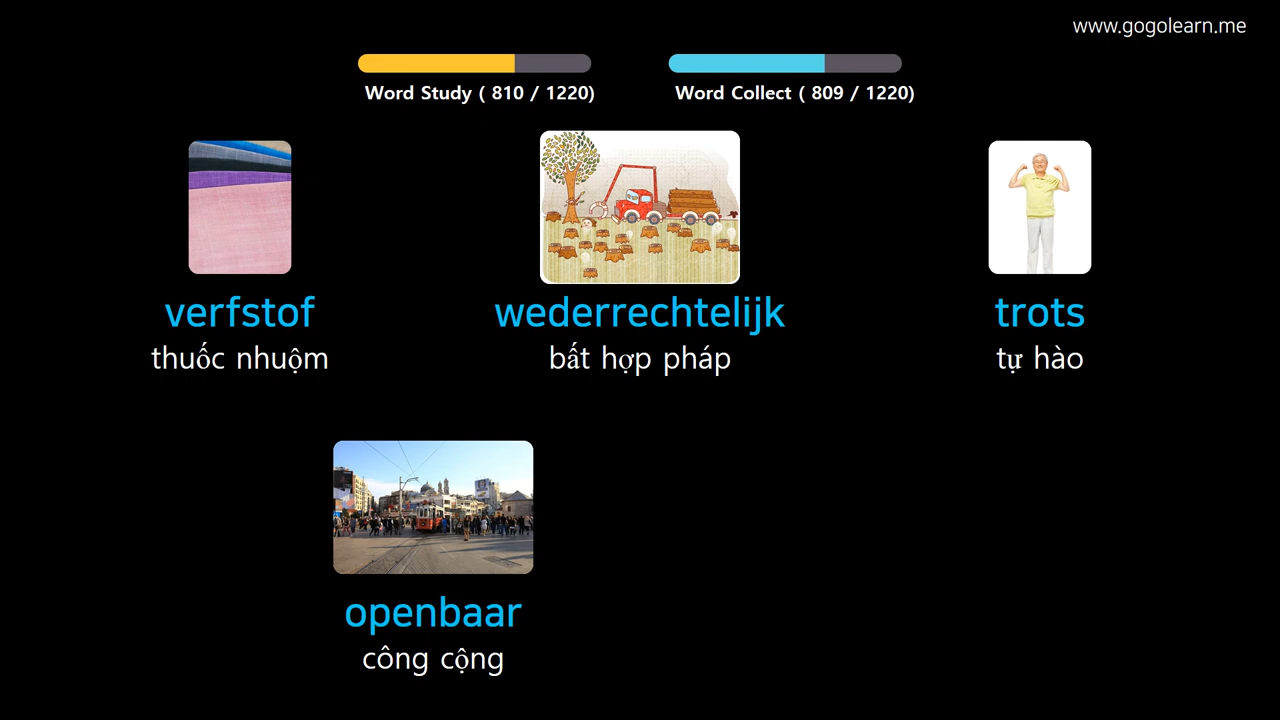 www.gogolearn.me
Word Study ( 810 / 1220)
Word Collect ( 809 / 1220)
verfstof
wederrechtelijk
trots
thuốc nhuộm
bất hợp pháp
tự hào
openbaar
công cộng